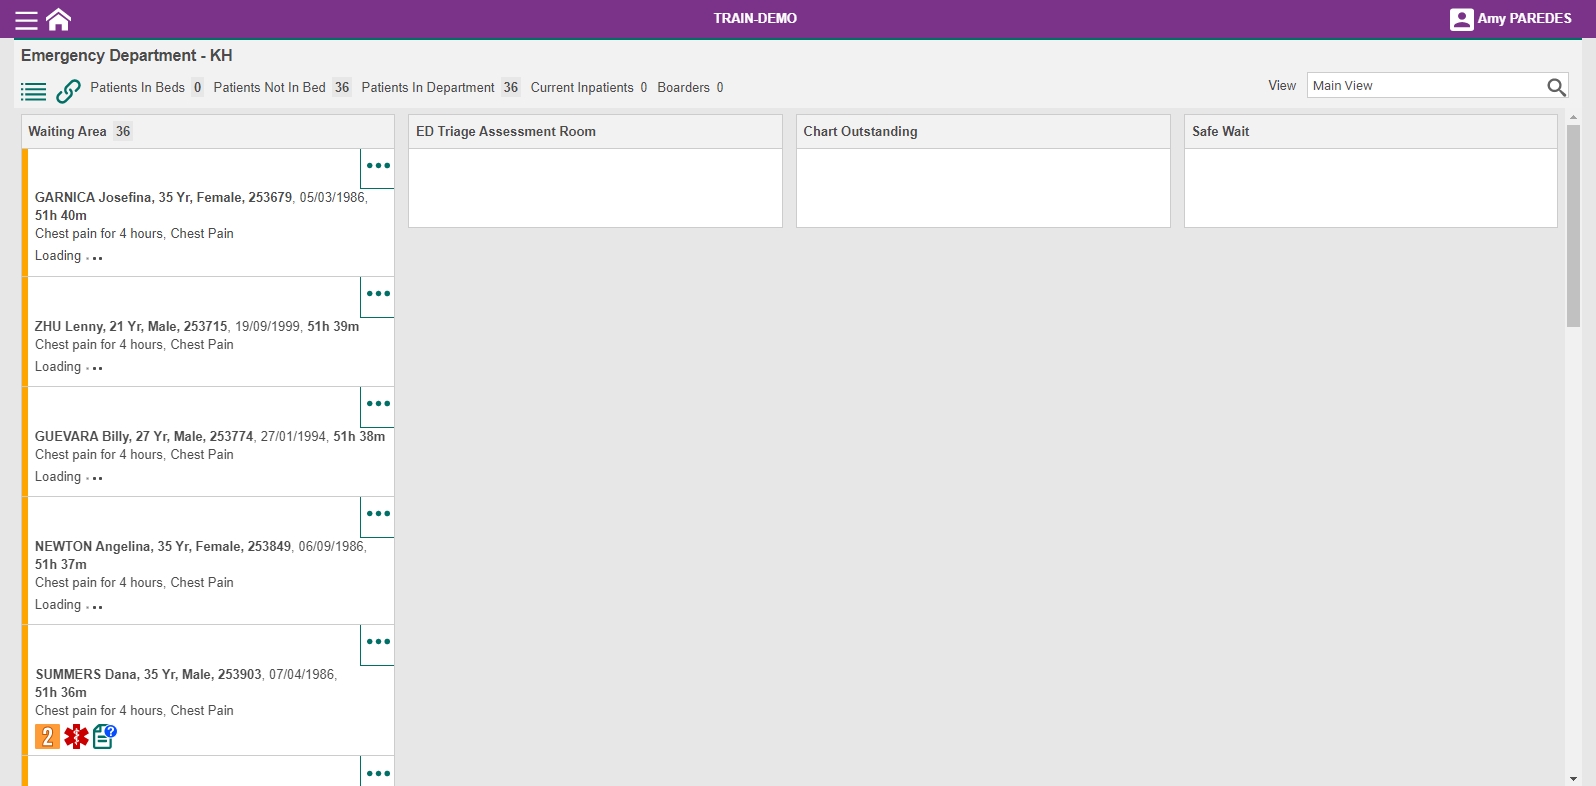 TRAIN-DEMO
Amy PAREDES
Emergency Department - KH
Patients In Beds 0 Patients Not In Bed 36 Patients In Department 36 Current Inpatients 0 Boarders 0
View Main View
Waiting Area 36
GARNICA Josefina, 35 Yr, Female, 253679, 05/03/1986,
51h 40m
Chest pain for 4 hours, Chest Pain
Loading ...
ZHU Lenny, 21 Yr, Male, 253715, 19/09/1999, 51h 39m
Chest pain for 4 hours, Chest Pain
Loading ...
GUEVARA Billy, 27 Yr, Male, 253774, 27/01/1994, 51h 38m
Chest pain for 4 hours, Chest Pain
Loading ...
NEWTON Angelina, 35 Yr, Female, 253849, 06/09/1986,
51h 37m
Chest pain for 4 hours, Chest Pain
Loading ...
SUMMERS Dana, 35 Yr, Male, 253903, 07/04/1986,
51h 36m
Chest pain for 4 hours, Chest Pain
2 ?
ED Triage Assessment Room
Chart Outstanding
Safe Wait